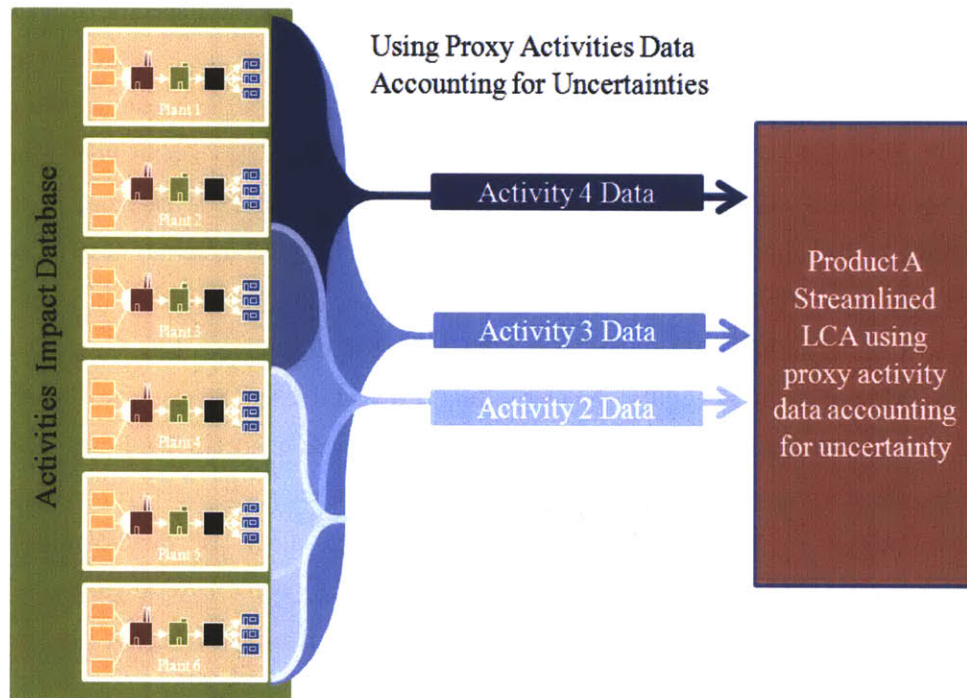 Using Proxy Activities Data
Accounting for Uncertainties
Activities Impact Database
Plant 1
Plant 2
Plant 3
Plant 4
Plant 5
Plant 6
Activity 4 Data
Activity 3 Data
Activity 2 Data
Product A
Streamlined
LCA using
proxy activity
data accounting
for uncertainty